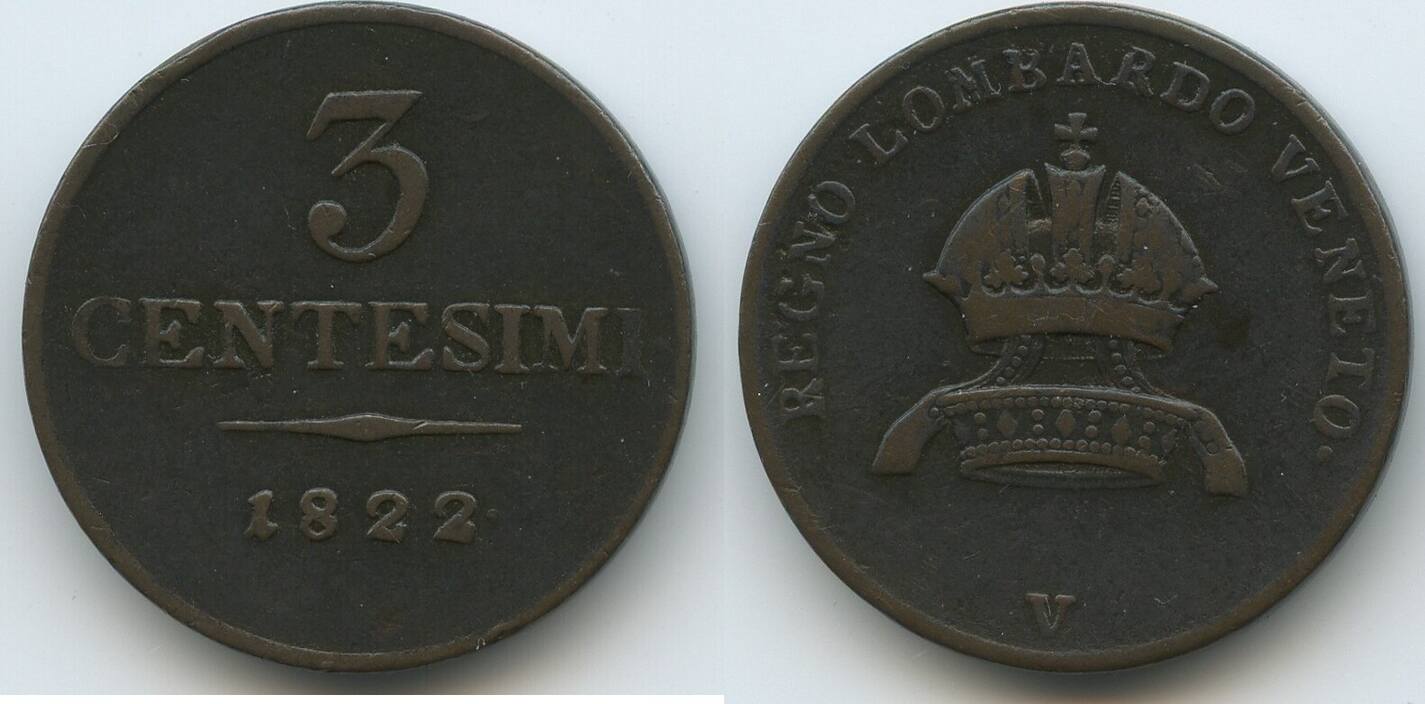 3
CENTESIMI
1822.
REGNO LOMBARDO VENETO.
V